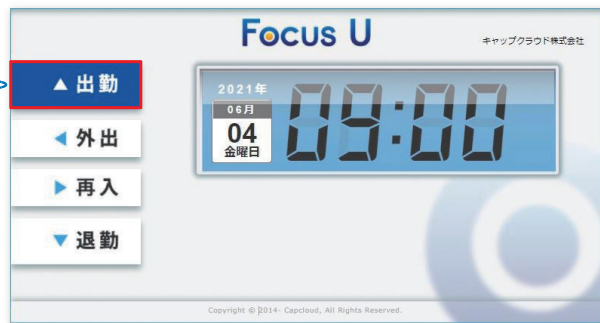 Focus U
キャップクラウド株式会社
▲ 出勤
◀ 外出
▶ 再入
▼ 退勤
2021年
06月
04
金曜日
09:00
Copyright © 2014- Capcloud, All Rights Reserved.